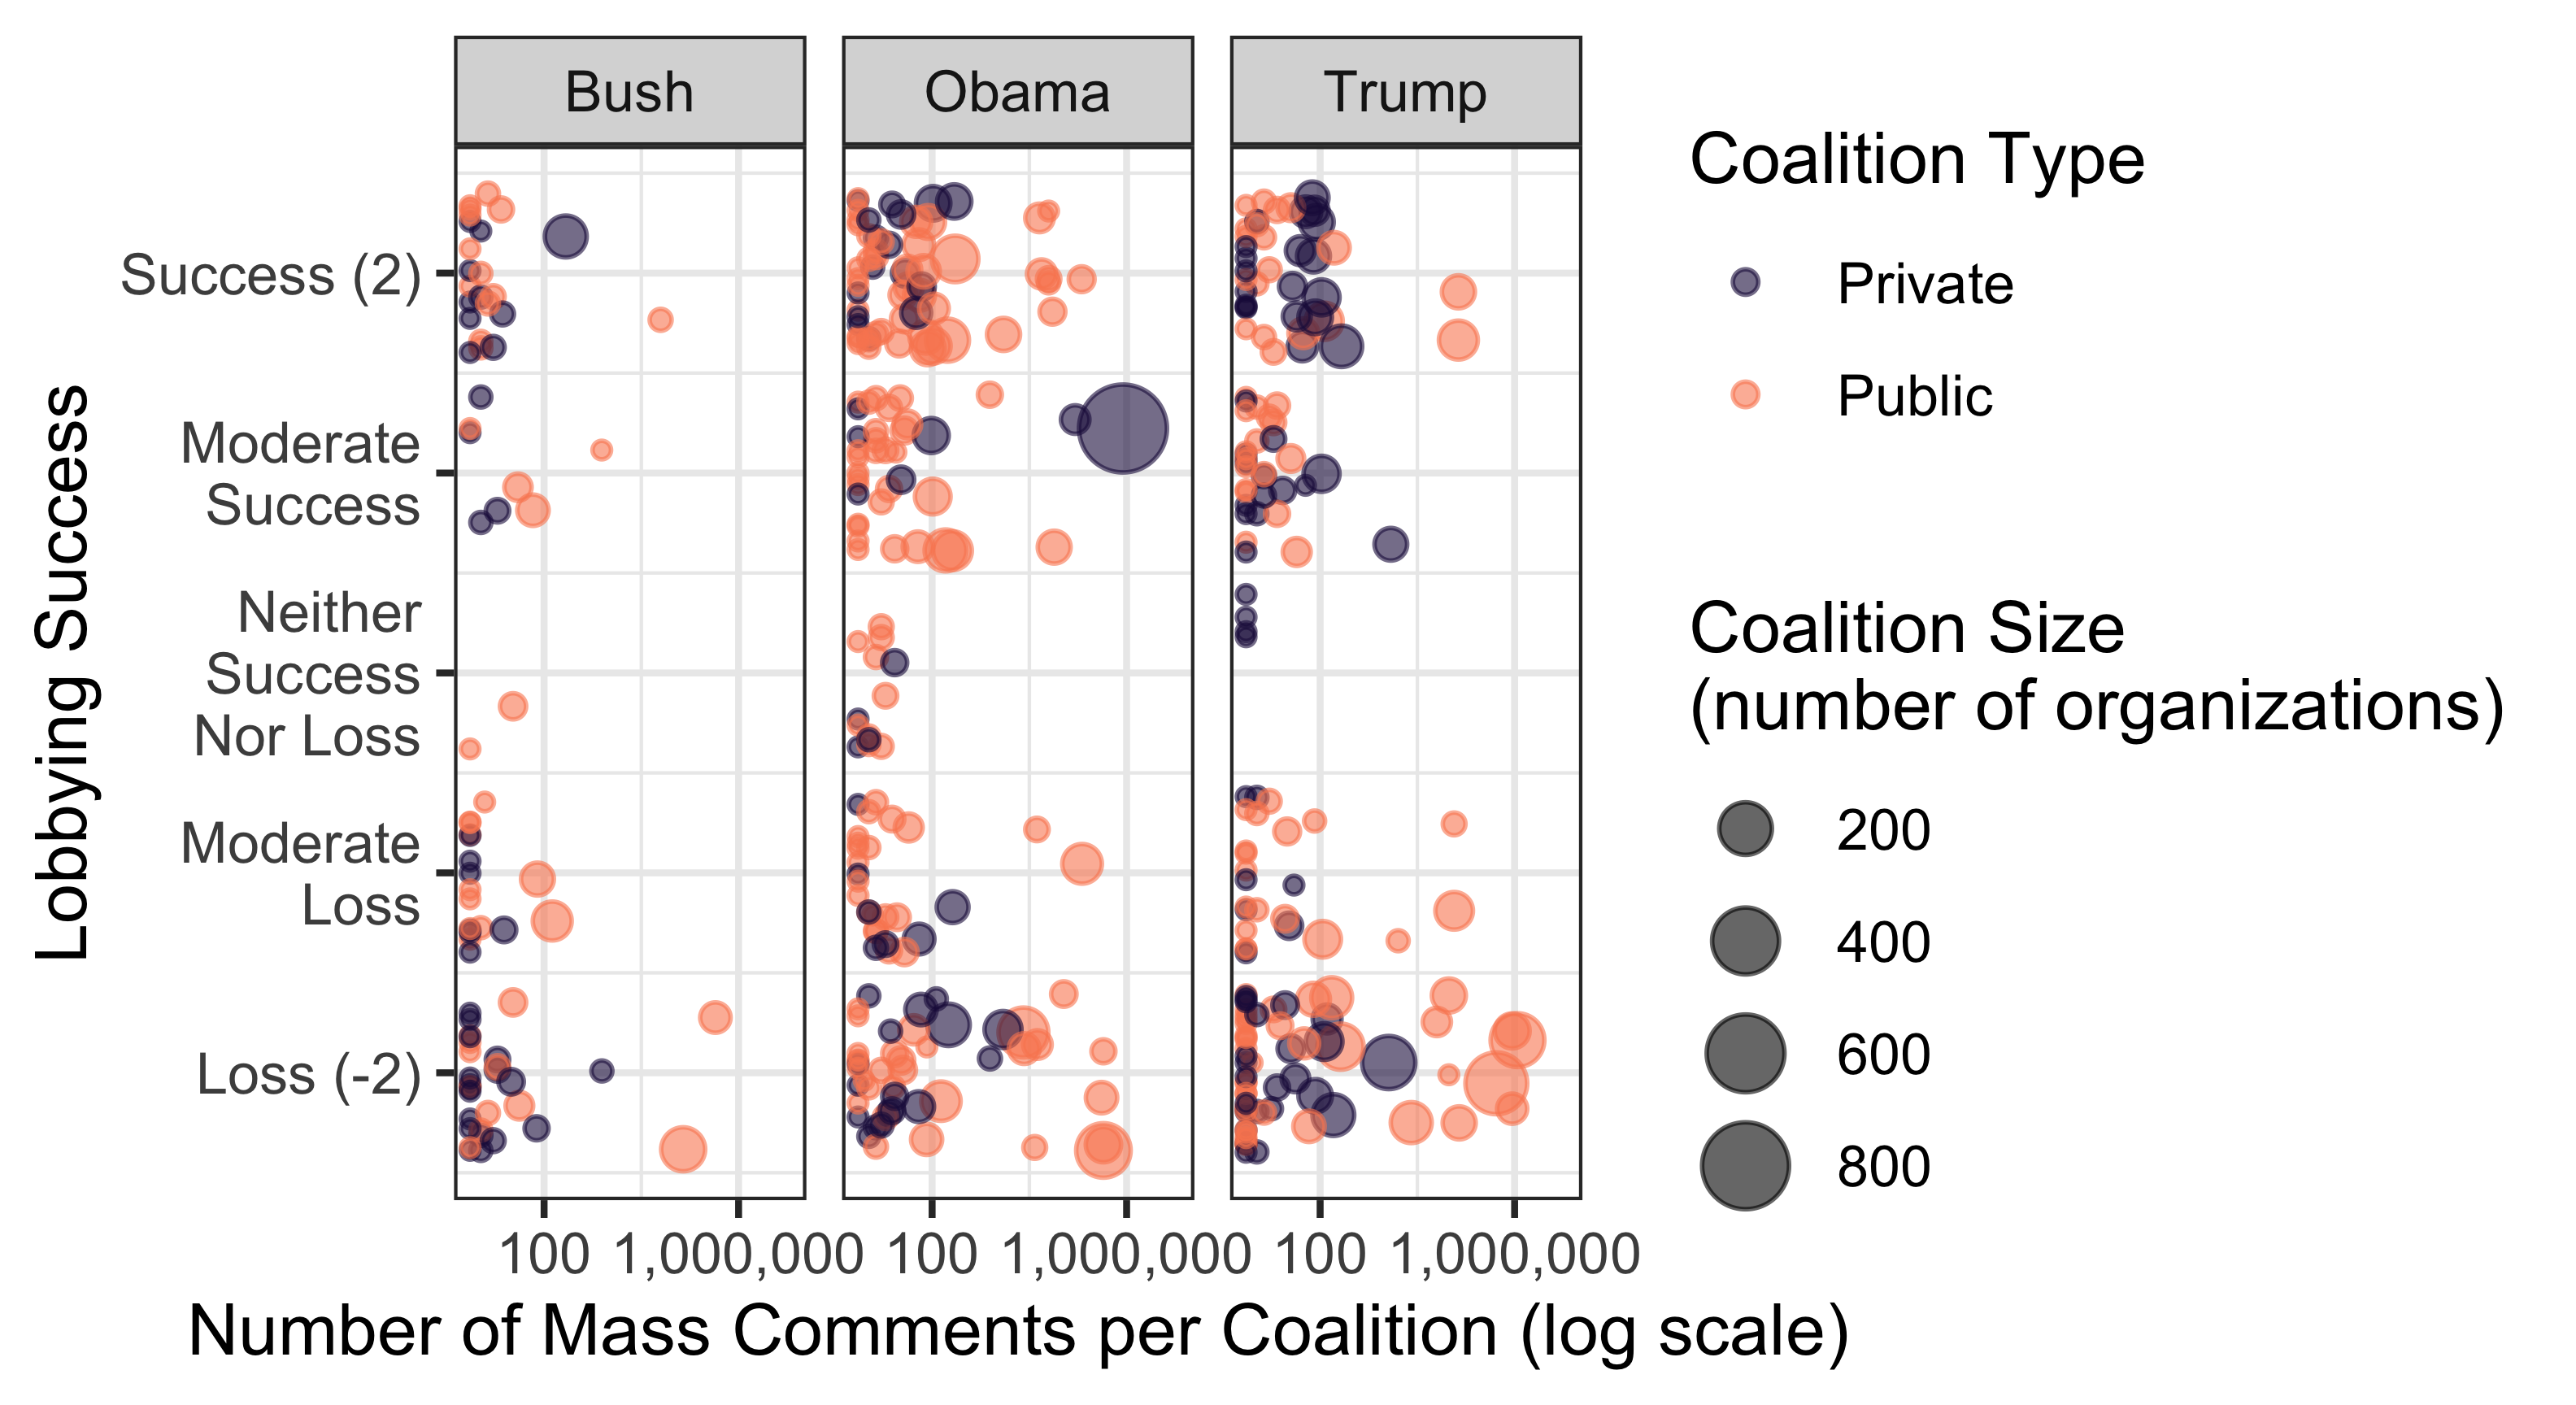 Bush
Obama
Trump
Lobbying Success
Success (2)
Moderate
Success
Neither
Success
Nor Loss
Moderate
Loss
Loss (-2)
100
1,000,000
100
1,000,000
100
1,000,000
Number of Mass Comments per Coalition (log scale)
Coalition Type
Private
Public
Coalition Size
(number of organizations)
200
400
600
800